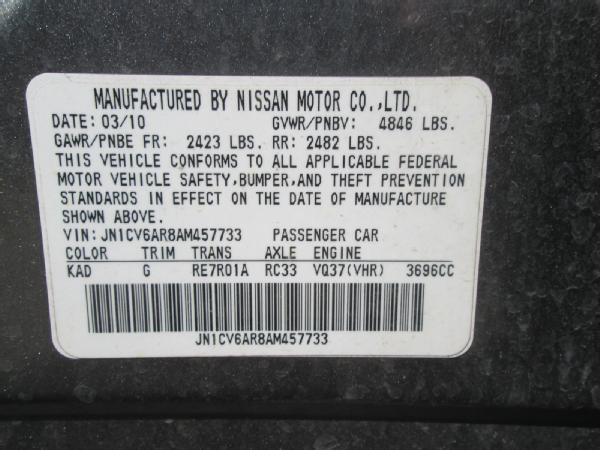 MANUFACTURED BY NISSAN MOTOR CO.,LTD.
DATE: 03/10 GVWR/PNBV: 4846 LBS.
GAWR/PNBE FR: 2423 LBS. RR: 2482 LBS.
THIS VEHICLE CONFORMS TO ALL APPLICABLE FEDERAL
MOTOR VEHICLE SAFETY,BUMPER,AND THEFT PREVENTION
STANDARDS IN EFFECT ON THE DATE OF MANUFACTURE
SHOWN ABOVE.
VIN: JN1CV6AR8AM457733 PASSENGER CAR
COLOR TRIM TRANS AXLE ENGINE
KAD G RE7R01A RC33 VQ37(VHR) 3696CC
JN1CV6AR8AM457733